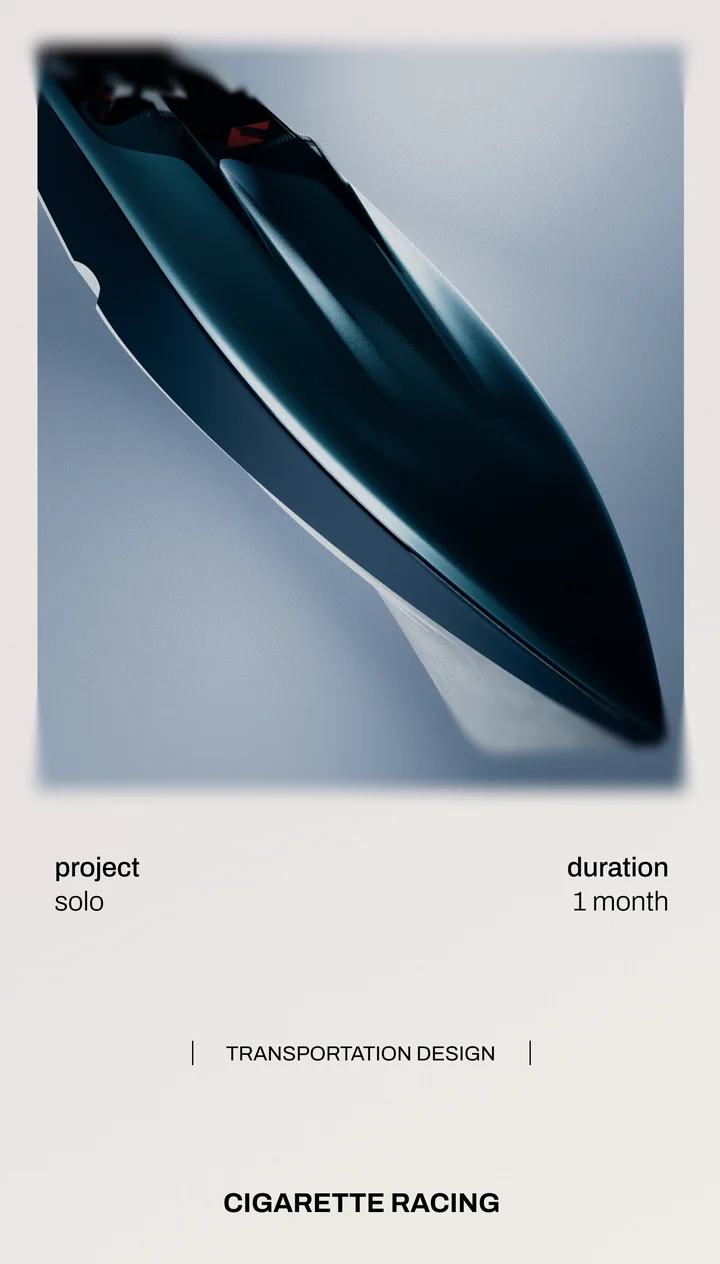 project
solo
duration
1 month
TRANSPORTATION DESIGN
CIGARETTE RACING